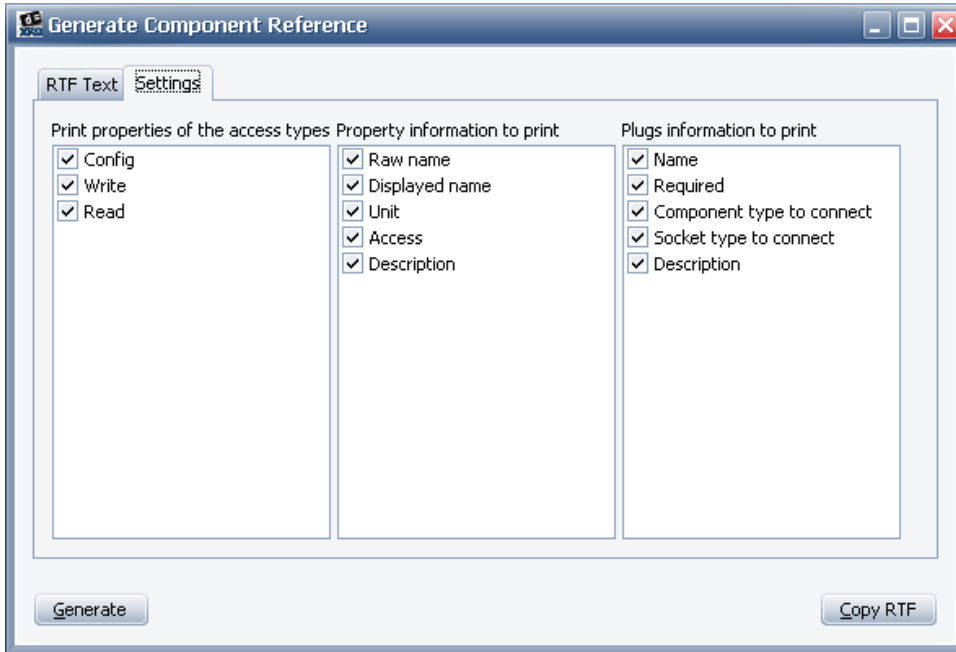 Generate Component Reference
RTF Text
Settings
Print properties of the access types
Config
Write
Read
Property information to print
Raw name
Displayed name
Unit
Access
Description
Plugs information to print
Name
Required
Component type to connect
Socket type to connect
Description
Generate
Copy RTF